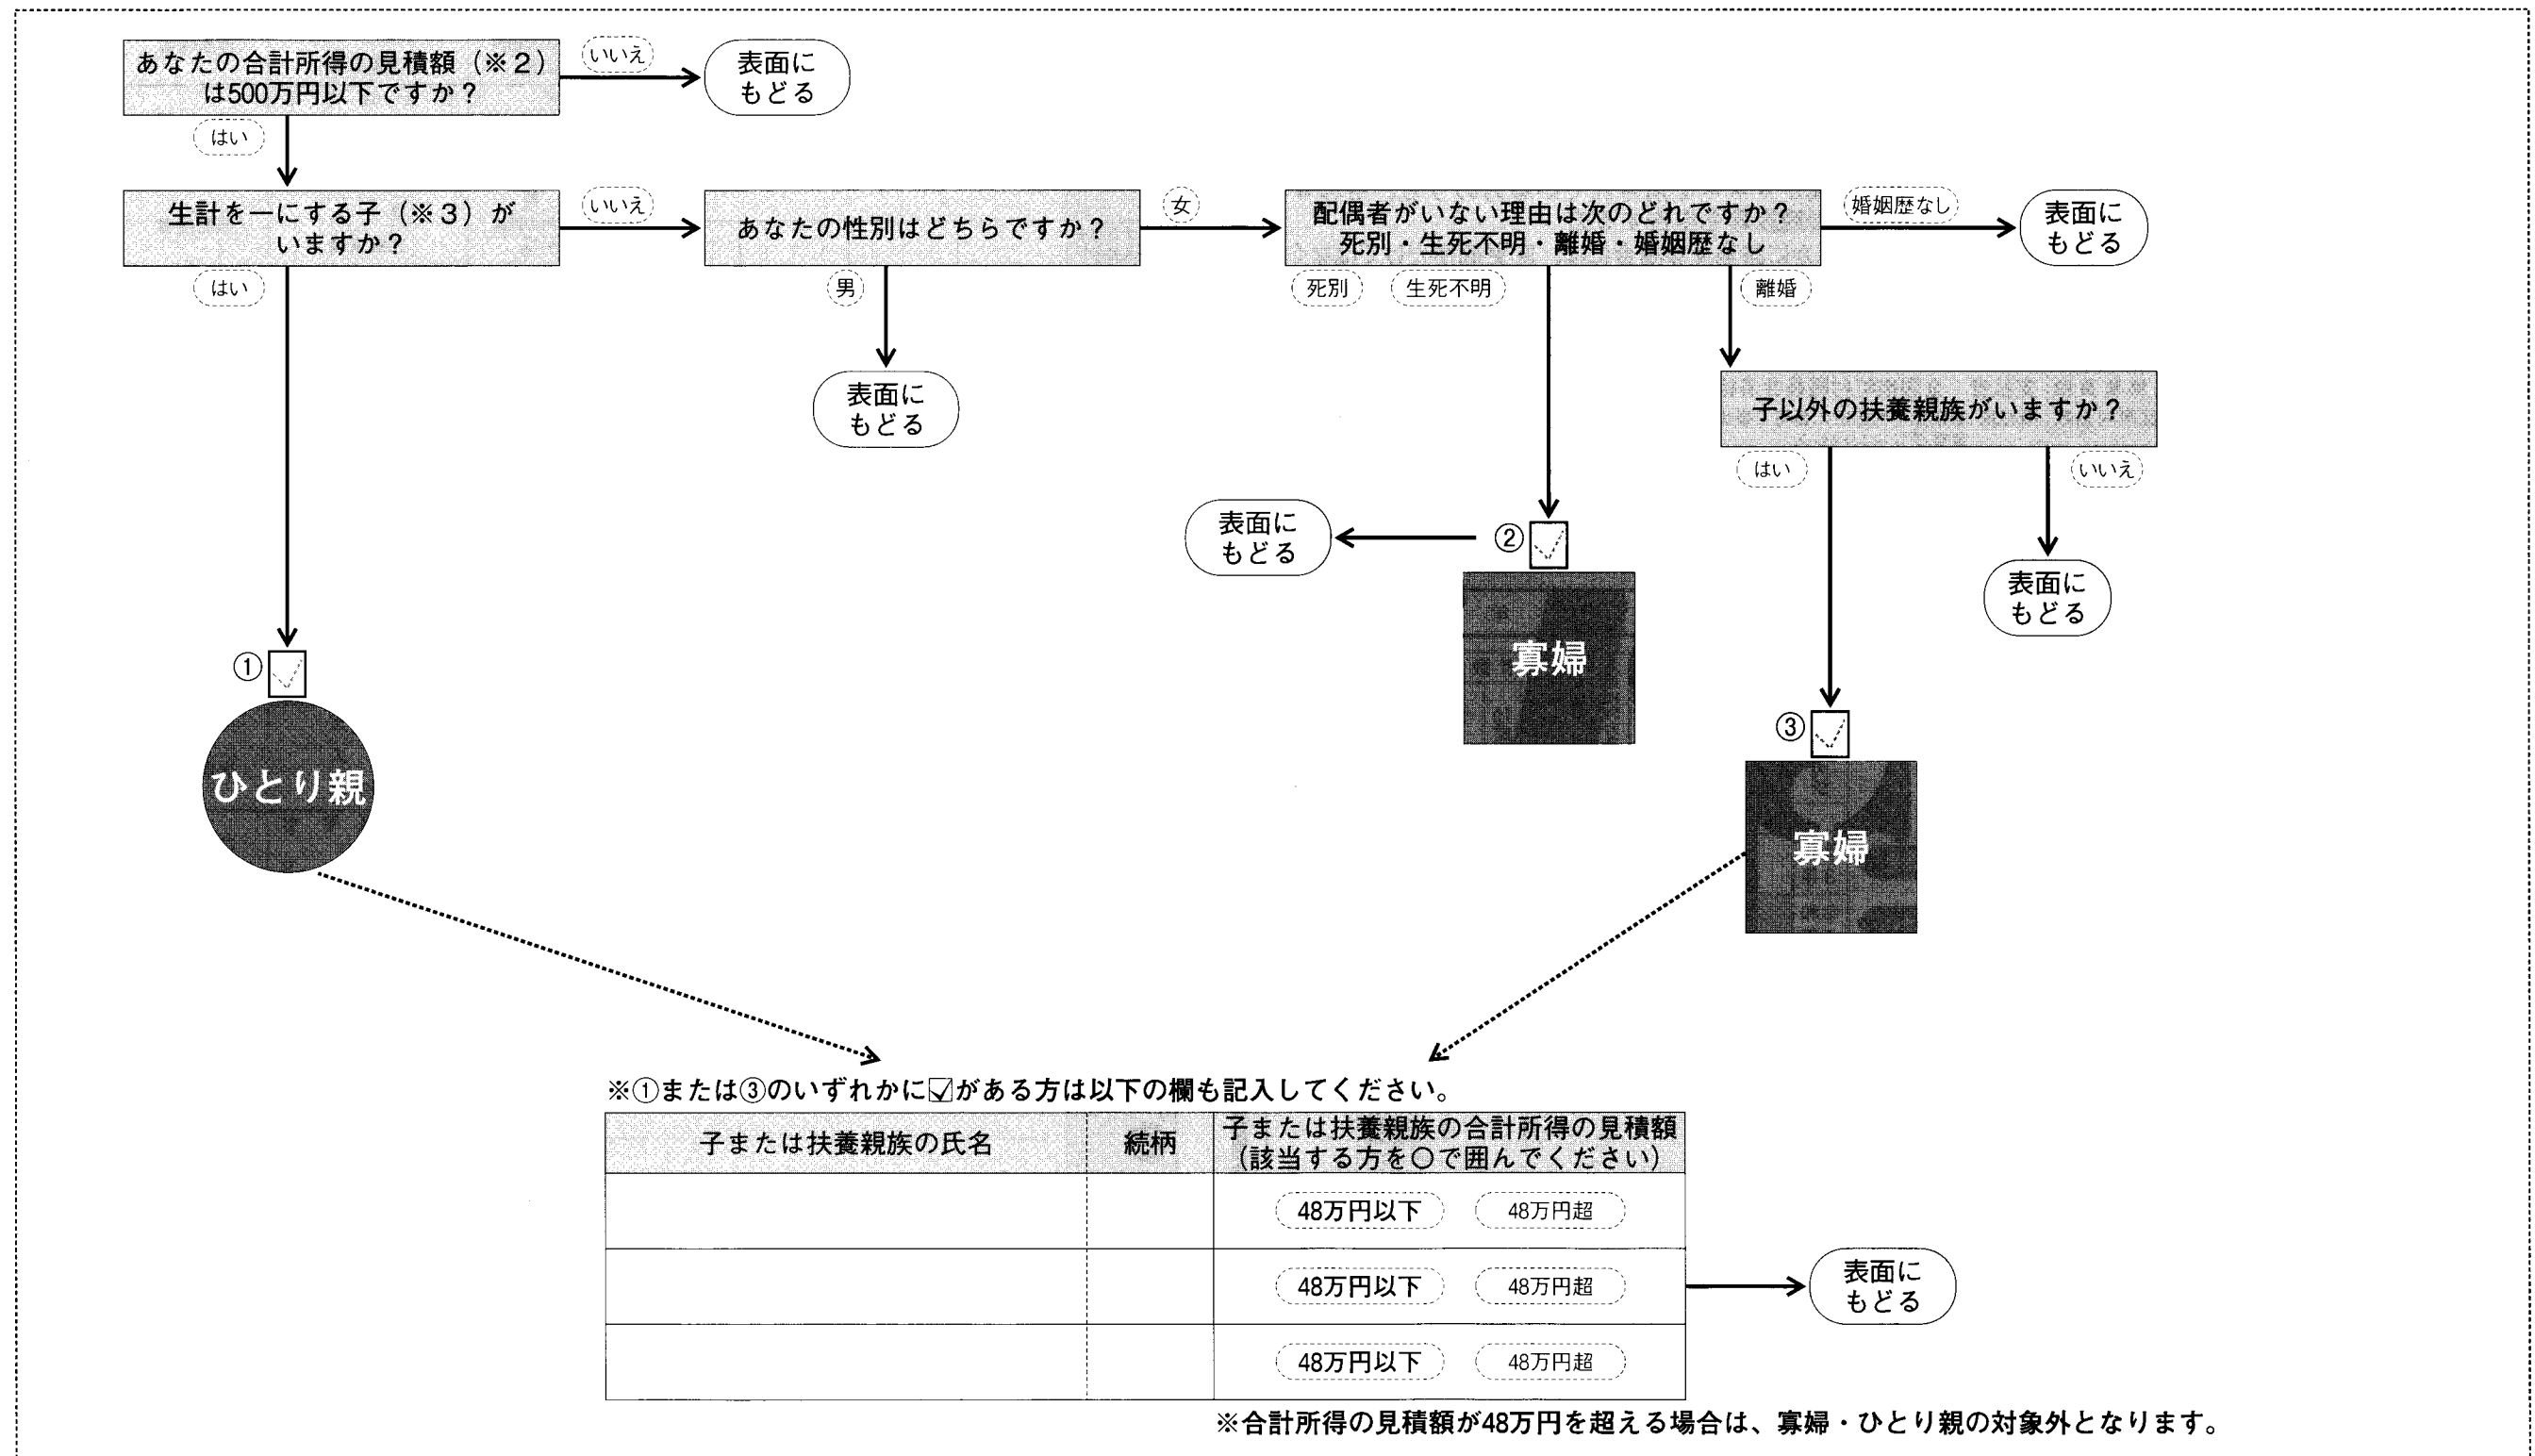 あなたの合計所得の見積額（※２）
は500万円以下ですか？
いいえ
表面に
もどる
はい
生計を一にする子（※３）が
いますか？
いいえ
あなたの性別はどちらですか？
女
配偶者がいない理由は次のどれですか？
死別・生死不明・離婚・婚姻歴なし
婚姻歴なし
表面に
もどる
はい
男
死別
生死不明
離婚
表面に
もどる
子以外の扶養親族がいますか？
はい
いいえ
表面に
もどる
②
表面に
もどる
寡婦
①
ひとり親
③
寡婦
※①または③のいずれかに☑がある方は以下の欄も記入してください。
子または扶養親族の氏名
続柄
子または扶養親族の合計所得の見積額
（該当する方を○で囲んでください）
48万円以下
48万円超
48万円以下
48万円超
表面に
もどる
48万円以下
48万円超
※合計所得の見積額が48万円を超える場合は、寡婦・ひとり親の対象外となります。